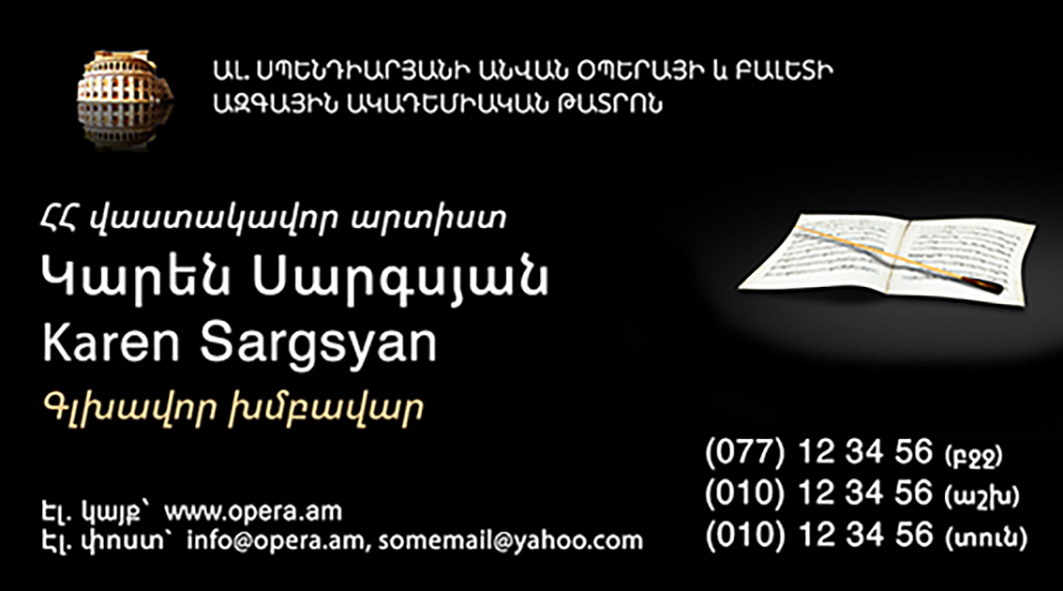 ԱԼ. ՍՊԵՆԴԻԱՐՅԱՆԻ ԱՆՎԱՆ ՕՊԵՐԱՅԻ և ԲԱԼԵՏԻ
ԱԶԳԱՅԻՆ ԱԿԱԴԵՄԻԱԿԱՆ ԹԱՏՐՈՆ
ՀՀ վաստակավոր արտիստ
Կարեն Սարգսյան
Karen Sargsyan
Գլխավոր խմբավար
(077) 12 34 56 (բջջ)
(010) 12 34 56 (աշխ)
(010) 12 34 56 (տուն)
Էլ. կայք՝ www.opera.am
Էլ. փոստ՝ info@opera.am, somemail@yahoo.com